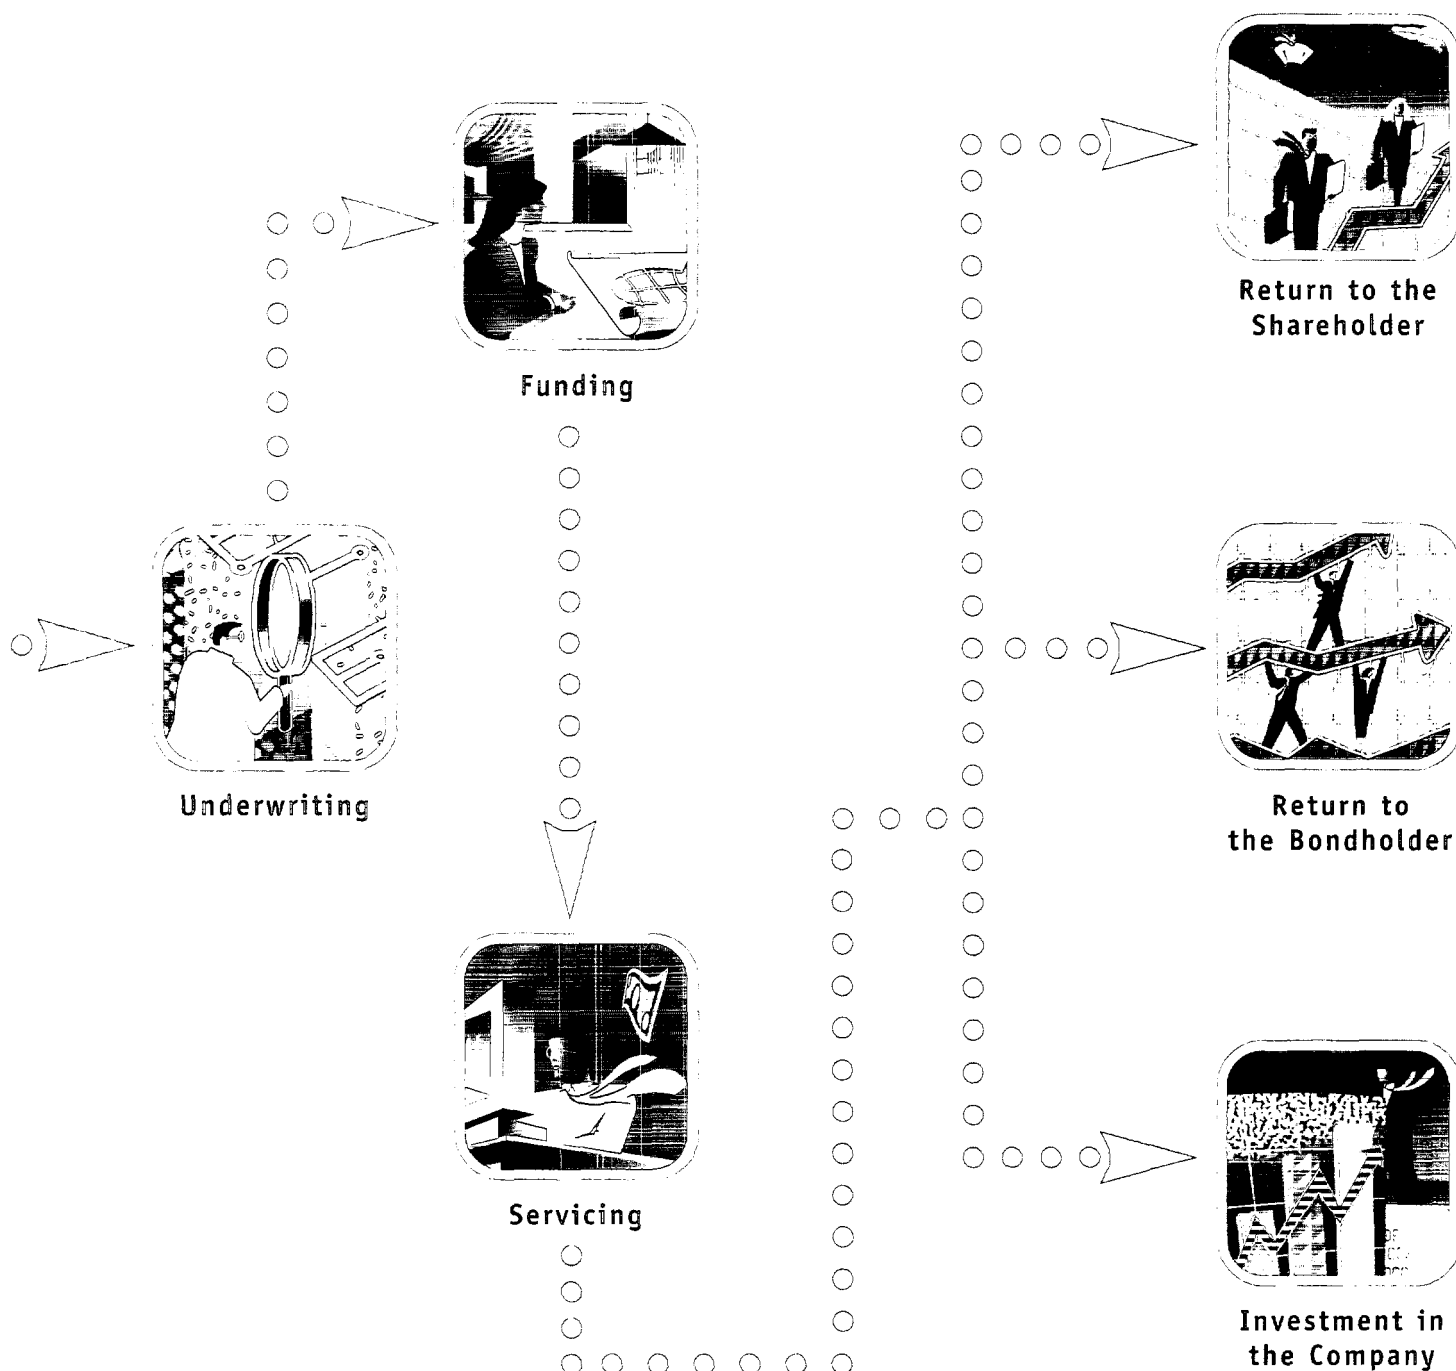 Return to the
Shareholder
Funding
Underwriting
Return to
the Bondholder
Servicing
Investment in
the Company